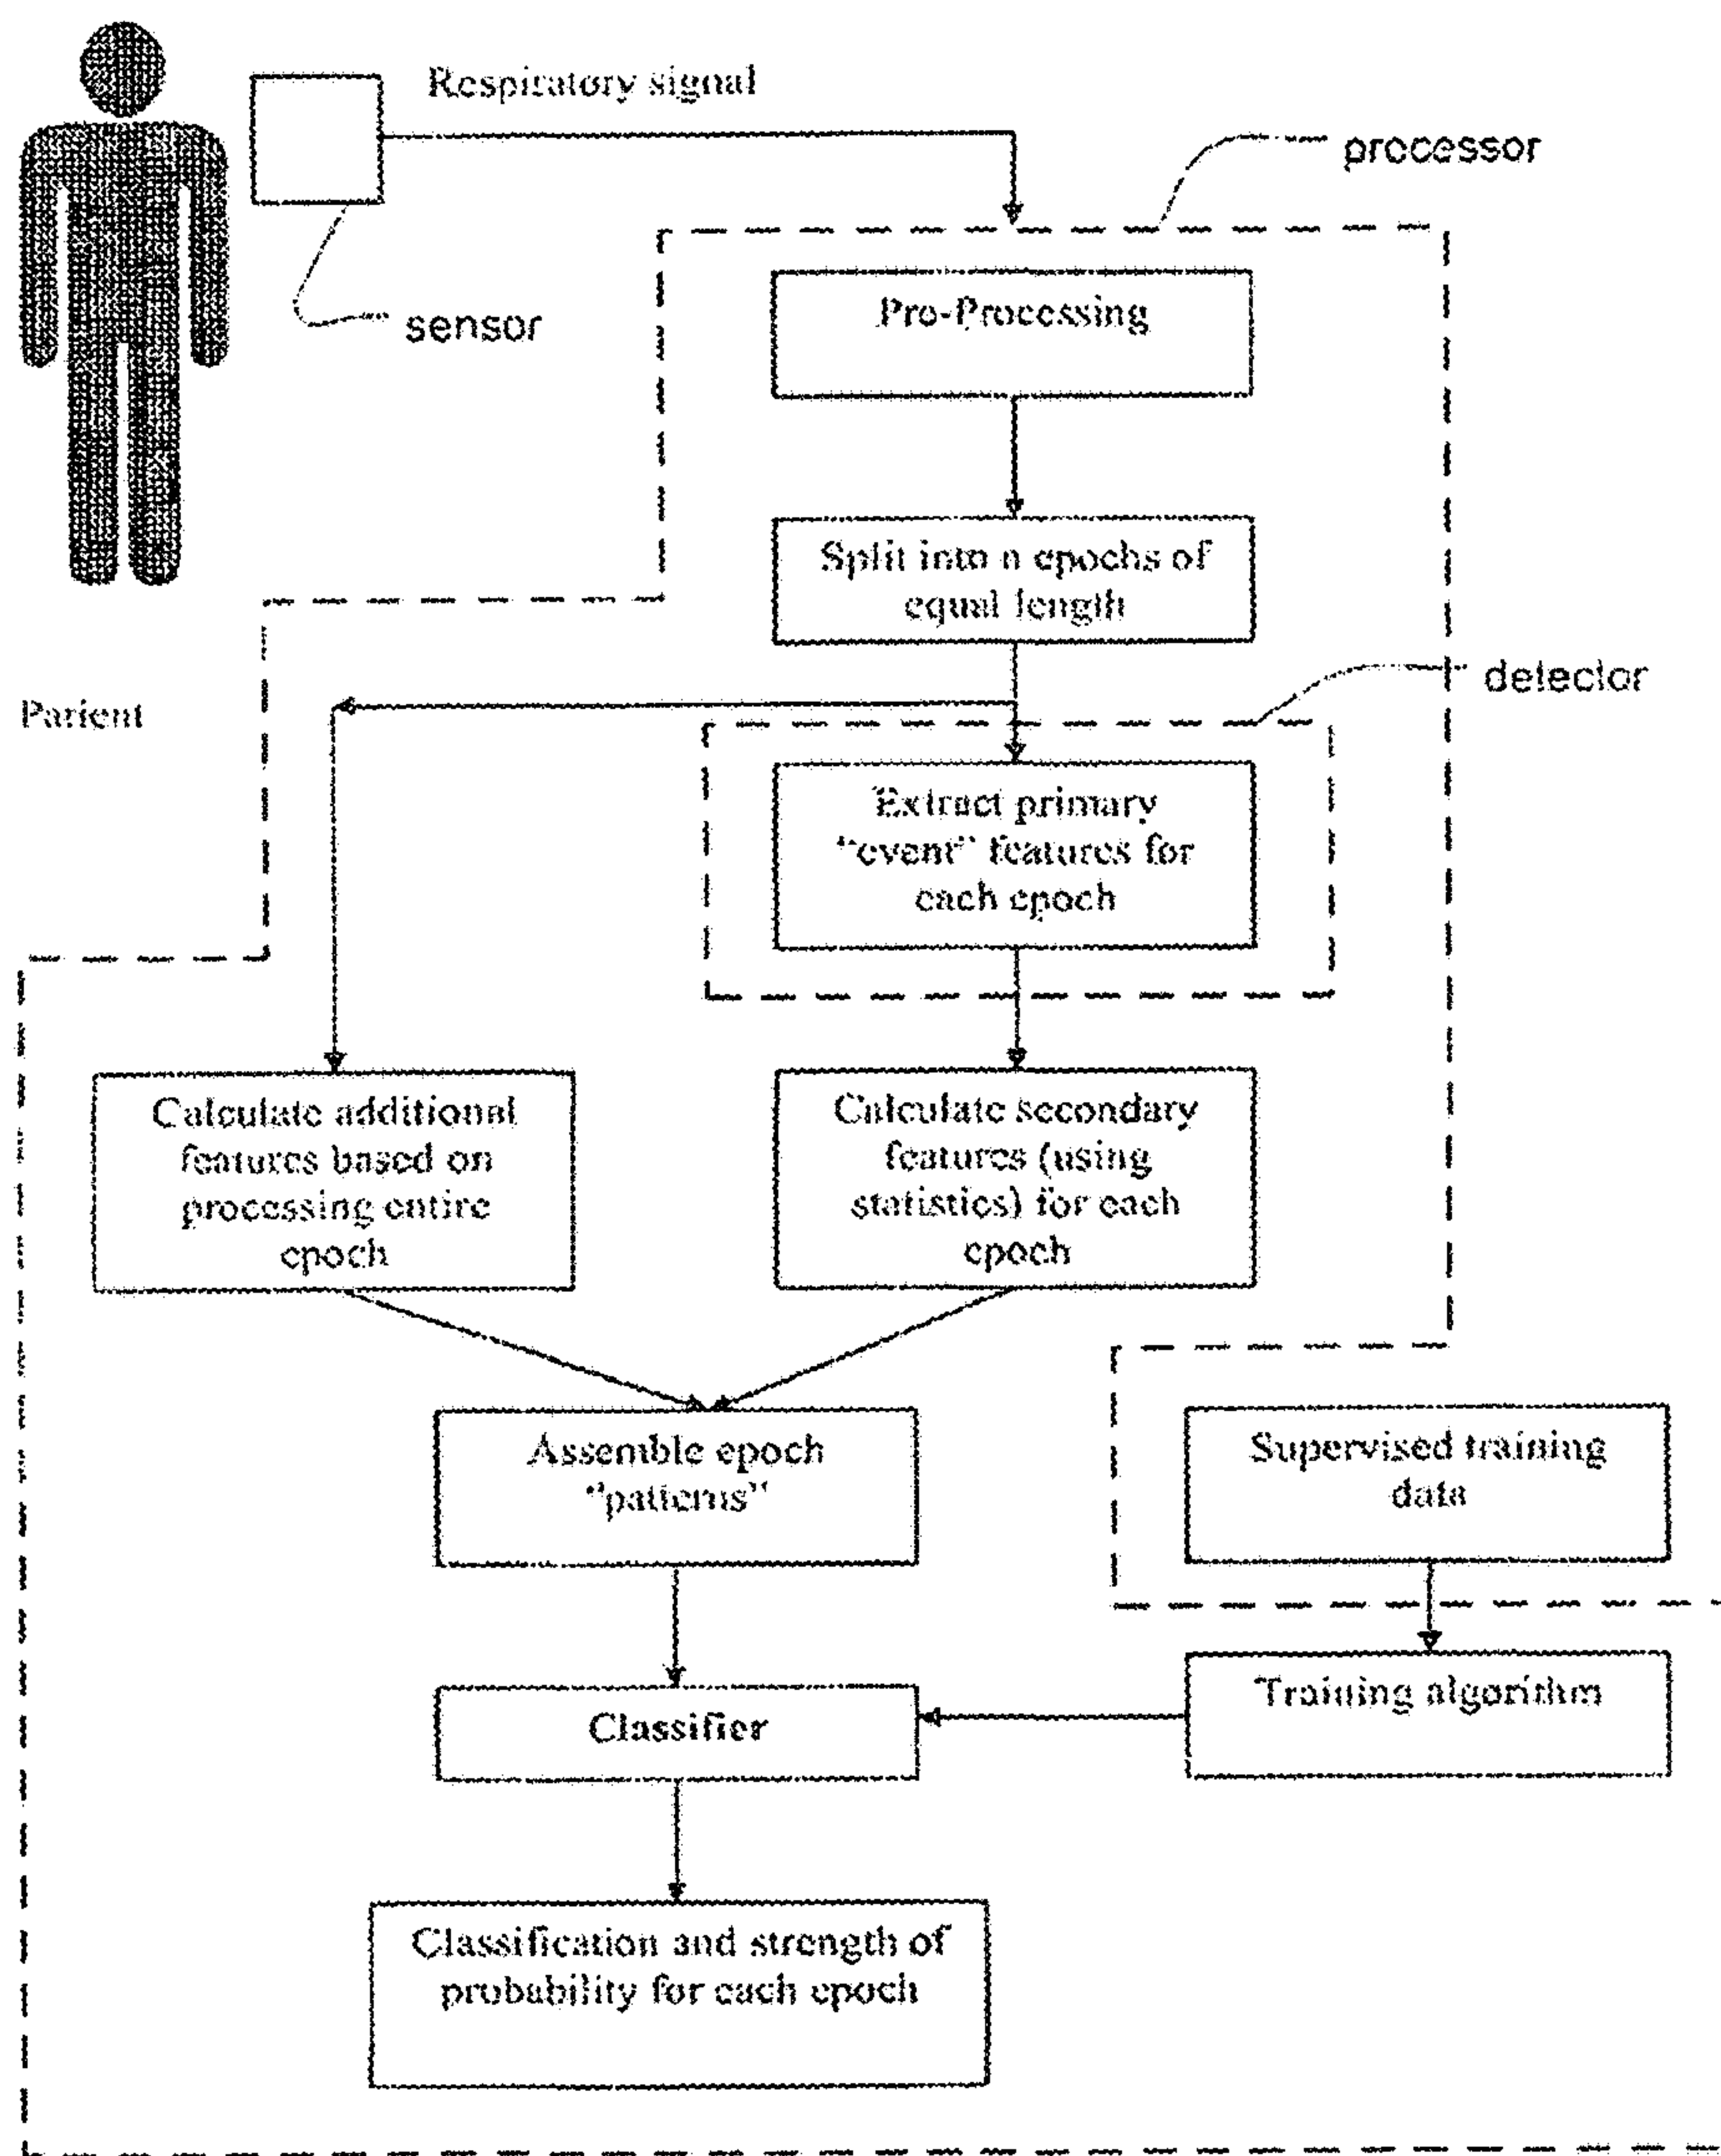 Respiratory signal
processor
sensor
Pre-Processing
Split into n epochs of
equal length
detector
Patient
Extract primary
“event” features for
each epoch
Calculate additional
features based on
processing entire
epoch
Calculate secondary
features (using
statistics) for each
epoch
Assemble epoch
“patterns”
Supervised training
data
Training algorithm
Classifier
Classification and strength of
probability for each epoch